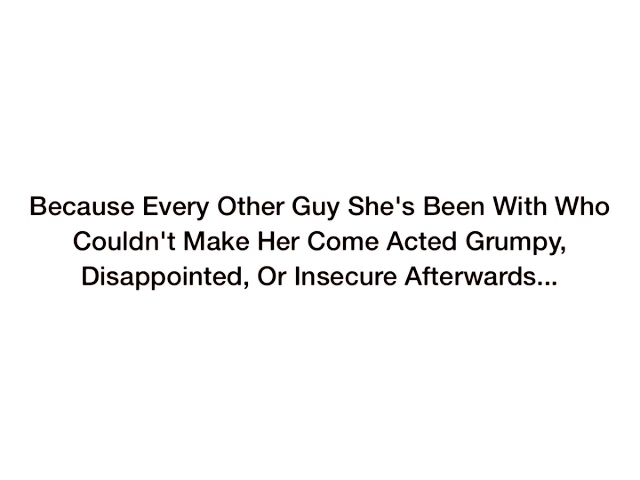 Because Every Other Guy She's Been With Who
Couldn't Make Her Come Acted Grumpy,
Disappointed, Or Insecure Afterwards...